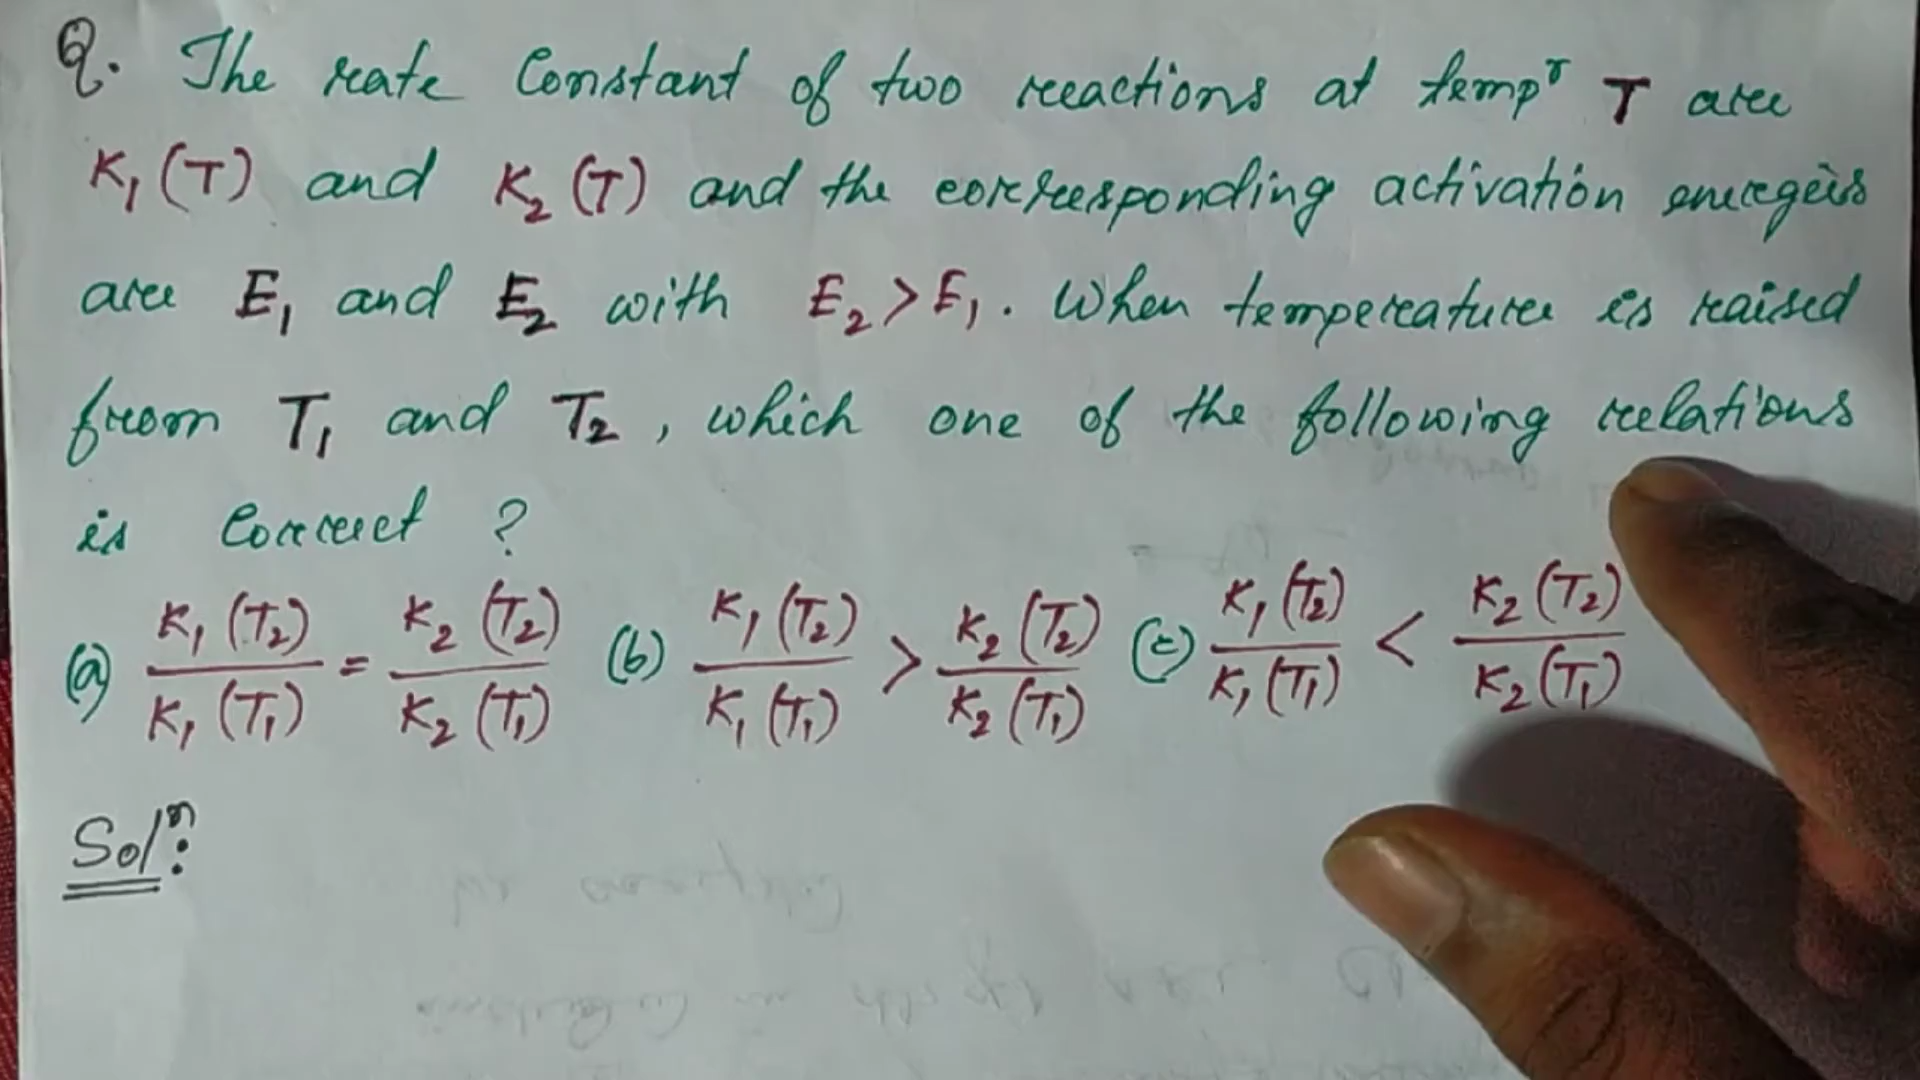 Q. The rate Constant of two reactions at tempr T are
K₁ (T) and K₂ (T) and the corresponding activation energeis
are E₁ and E₂ with E₂ > E₁. When temperature is raised
from T₁ and T₂, which one of the following relations
is Correct ?
(a) K₁ (T₂) / K₁ (T₁) = K₂ (T₂) / K₂ (T₁) (b) K₁ (T₂) / K₁ (T₁) > K₂ (T₂) / K₂ (T₁) (c) K₁ (T₂) / K₁ (T₁) < K₂ (T₂) / K₂ (T₁)
Solⁿ: